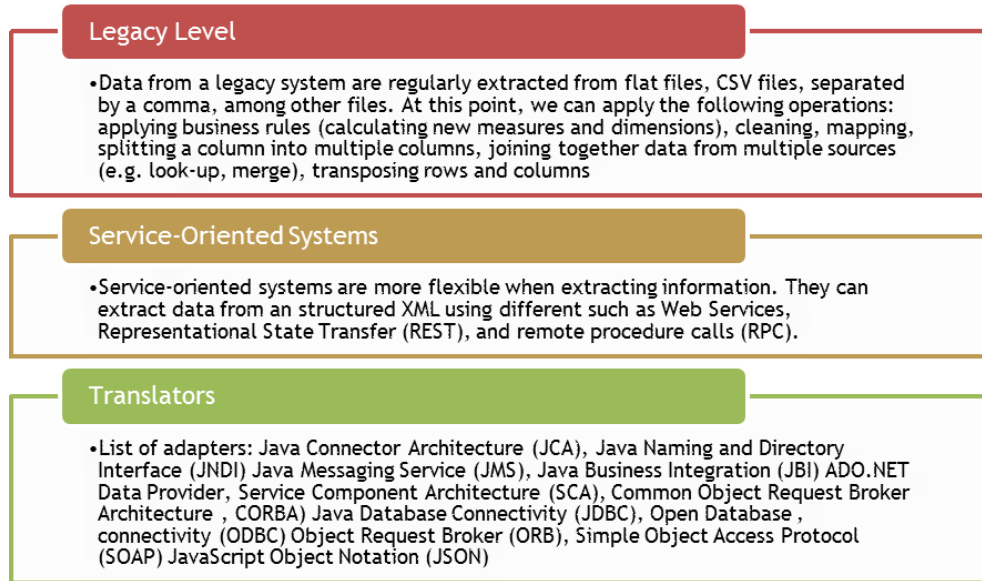 Legacy Level
•Data from a legacy system are regularly extracted from flat files, CSV files, separated
by a comma, among other files. At this point, we can apply the following operations:
applying business rules (calculating new measures and dimensions), cleaning, mapping,
splitting a column into multiple columns, joining together data from multiple sources
(e.g. look-up, merge), transposing rows and columns
Service-Oriented Systems
•Service-oriented systems are more flexible when extracting information. They can
extract data from an structured XML using different such as Web Services,
Representational State Transfer (REST), and remote procedure calls (RPC).
Translators
•List of adapters: Java Connector Architecture (JCA), Java Naming and Directory
Interface (JNDI) Java Messaging Service (JMS), Java Business Integration (JBI) ADO.NET
Data Provider, Service Component Architecture (SCA), Common Object Request Broker
Architecture , CORBA) Java Database Connectivity (JDBC), Open Database ,
connectivity (ODBC) Object Request Broker (ORB), Simple Object Access Protocol
(SOAP) JavaScript Object Notation (JSON)